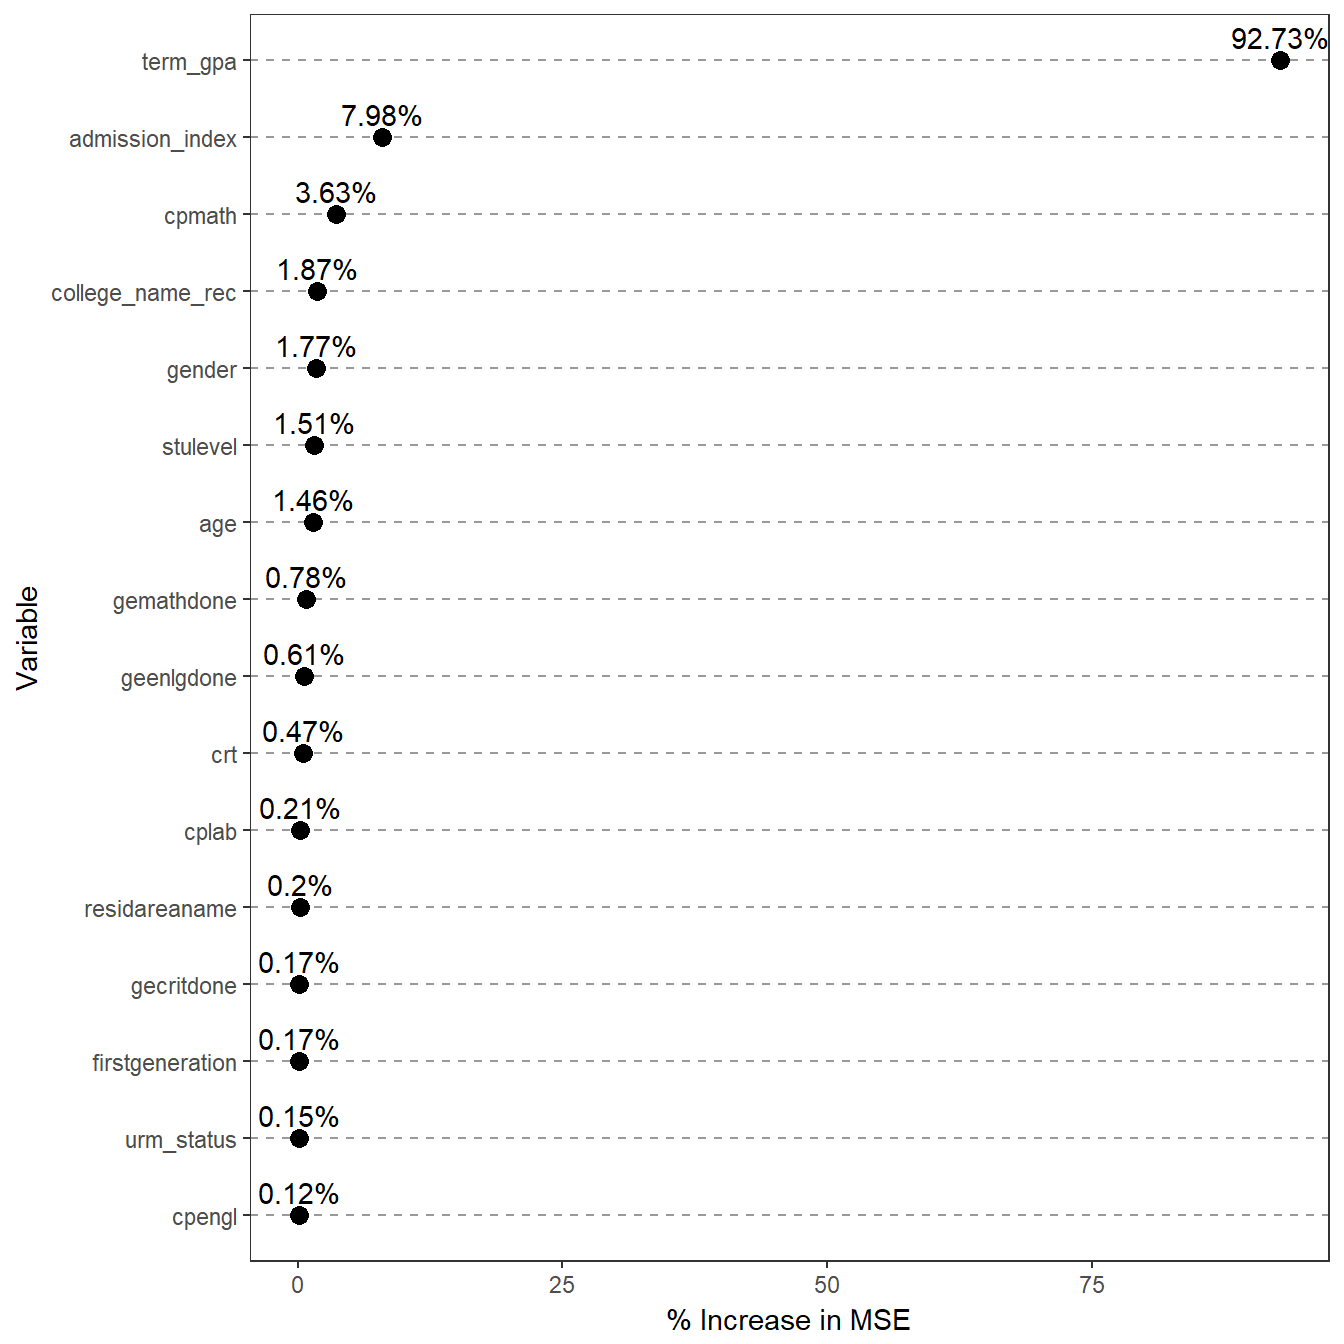 92.73%
term_gpa
7.98%
admission_index
3.63%
cpmath
1.87%
college_name_rec
1.77%
gender
1.51%
stulevel
1.46%
age
0.78%
gemathdone
0.61%
geenlgdone
0.47%
crt
0.21%
cplab
0.2%
residareaname
0.17%
gecritdone
0.17%
firstgeneration
0.15%
urm_status
0.12%
cpengl
Variable
0 25 50 75
% Increase in MSE